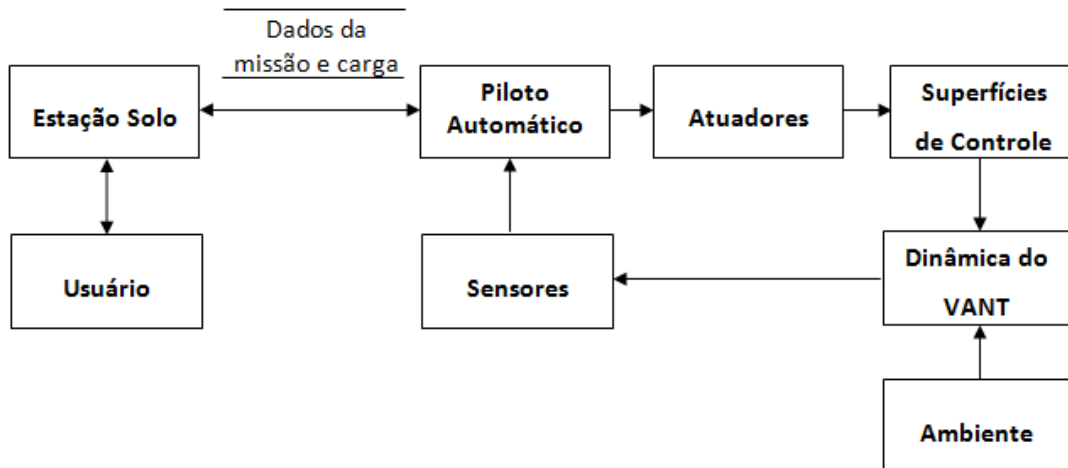 Dados da
missão e carga
Estação Solo
Piloto
Automático
Atuadores
Superfícies
de Controle
Usuário
Sensores
Dinâmica do
VANT
Ambiente